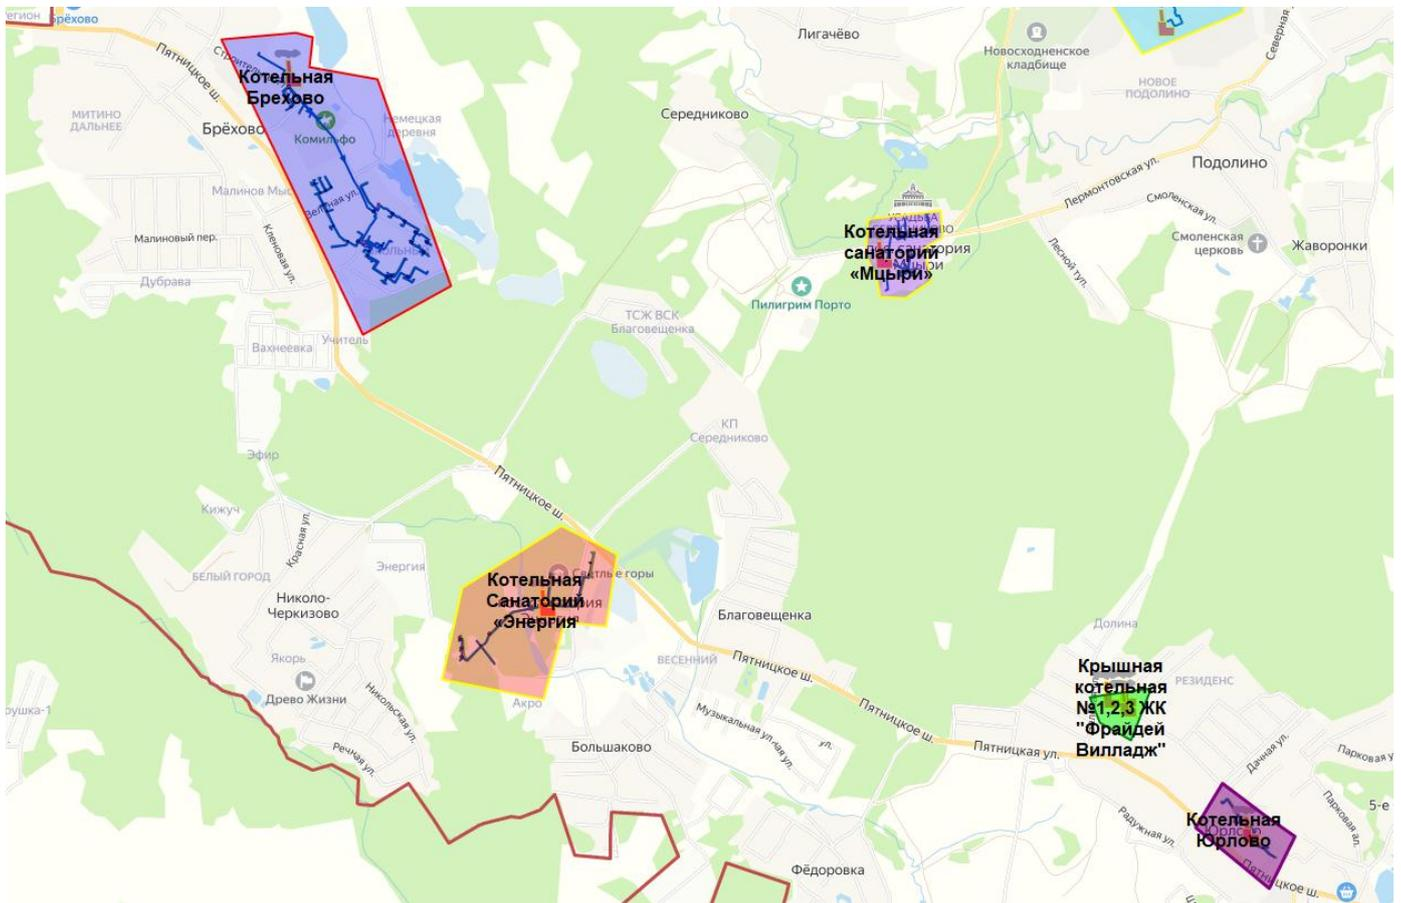 Брёхово
Пятницкое ш.
Котельная
Брехово
МИТИНО
ДАЛЬНЕЕ
Брёхово
Комильфо
Немецкая
деревня
Малинов Мыс
Малиновый пер.
Кленовая ул.
Дубрава
Вахнеевка
Учитель
Лигачёво
Новосходненское
кладбище
Северная
НОВОЕ
ПОДОЛИНО
Середниково
Подолино
Лермонтовская ул.
Смоленская ул.
Смоленская
церковь
Жаворонки
Лесной туп.
Котельная
санаторий
«Мцыри»
Пилигрим Порто
ТСЖ ВСК
Благовещенка
КП
Середниково
Эфир
Кижуч
Красная ул.
Пятницкое ш.
БЕЛЫЙ ГОРОД
Энергия
Николо-
Черкизово
Котельная
Санаторий
«Энергия
Благовещенка
Якорь
Древо Жизни
Никольская ул.
Речная ул.
Акро
ВЕСЕННИЙ
Пятницкое ш.
Музыкальная ул.
ул.
Большаково
Пятницкое ш.
Пятницкая ул.
Долина
Крышная
котельная
№1,2,3 ЖК
"Фрайдей
Вилладж"
РЕЗИДЕНС
Дачная ул.
Парковая ал.
5-е
Радужная ул.
Котельная
Юрлово
Пятницкое ш.
Фёдоровка